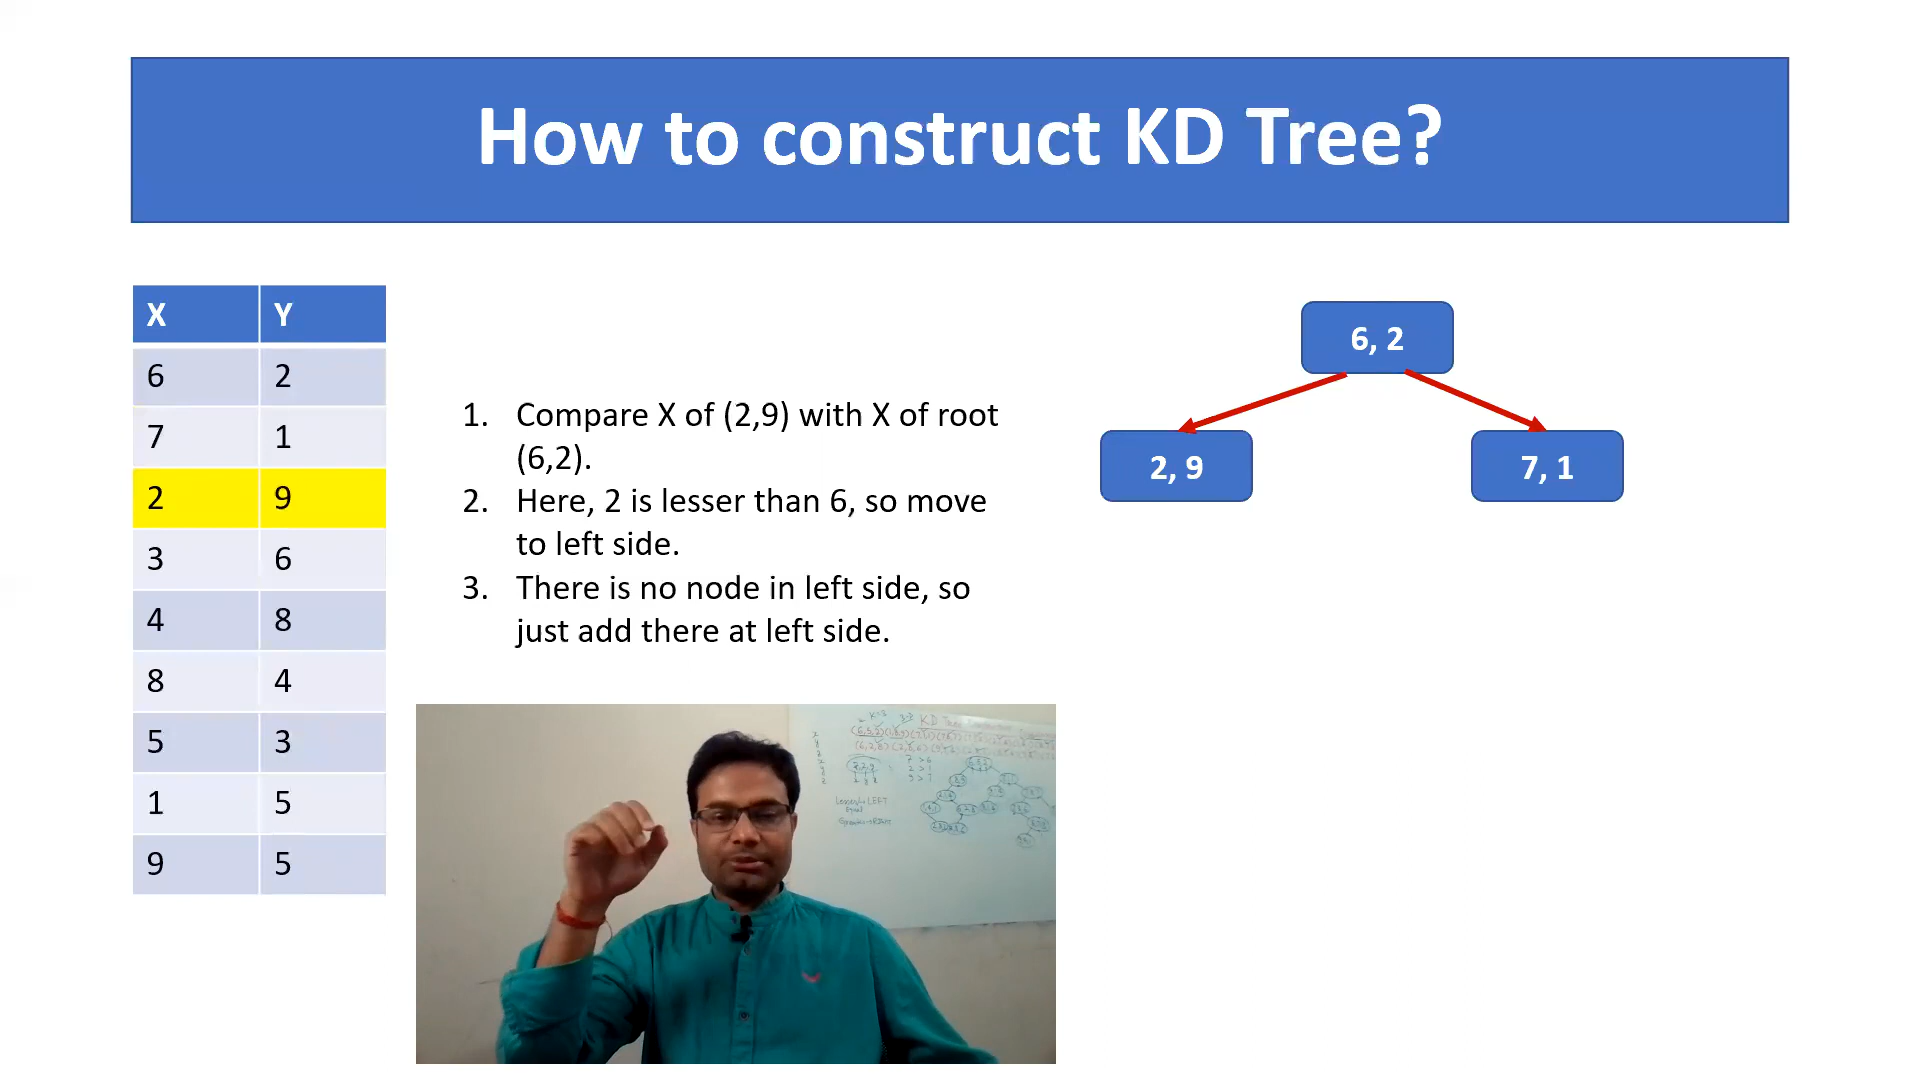 How to construct KD Tree?
X Y
6 2
7 1
2 9
3 6
4 8
8 4
5 3
1 5
9 5
1. Compare X of (2,9) with X of root
(6,2).
2. Here, 2 is lesser than 6, so move
to left side.
3. There is no node in left side, so
just add there at left side.
6, 2
2, 9
7, 1
KD Tree